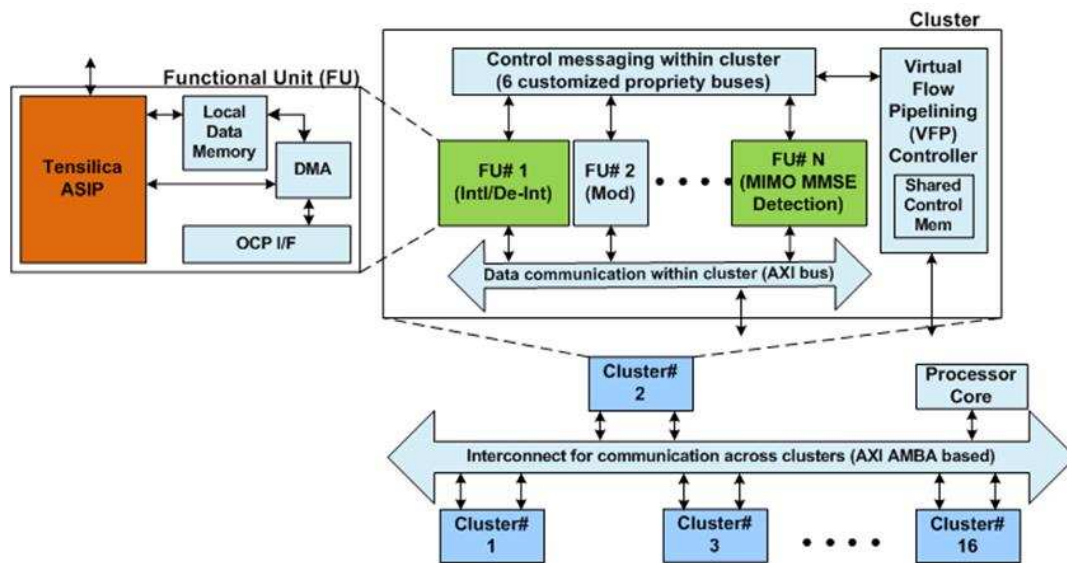 Cluster
Functional Unit (FU)
Tensilica
ASIP
Local
Data
Memory
DMA
OCP I/F
Control messaging within cluster
(6 customized propriety buses)
Virtual
Flow
Pipelining
(VFP)
Controller
Shared
Control
Mem
FU# 1
(Intl/De-Int)
FU# 2
(Mod)
FU# N
(MIMO MMSE
Detection)
Data communication within cluster (AXI bus)
Cluster#
2
Processor
Core
Interconnect for communication across clusters (AXI AMBA based)
Cluster#
1
Cluster#
3
Cluster#
16